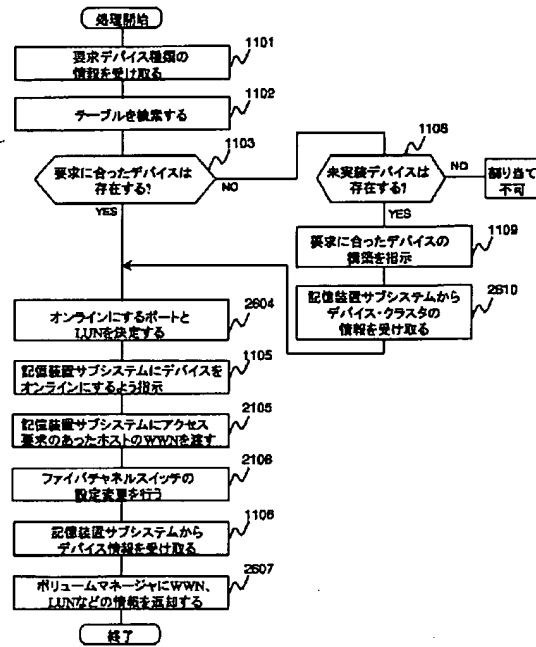 処理開始
1101
要求デバイス種類の
情報を受け取る
1102
テーブルを検索する
1103
要求に合ったデバイスは
存在する?
NO
YES
1108
未実装デバイスは
存在する?
NO
割り当て
不可
YES
1109
要求に合ったデバイスの
構築を指示
2610
記憶装置サブシステムから
デバイス・クラスタの
情報を受け取る
2604
オンラインにするポートと
LUNを決定する
1105
記憶装置サブシステムにデバイスを
オンラインにするよう指示
2105
記憶装置サブシステムにアクセス
要求のあったホストのWWNを渡す
2106
ファイバチャネルスイッチの
設定変更を行う
1106
記憶装置サブシステムから
デバイス情報を受け取る
2607
ボリュームマネージャにWWN、
LUNなどの情報を返却する
終了